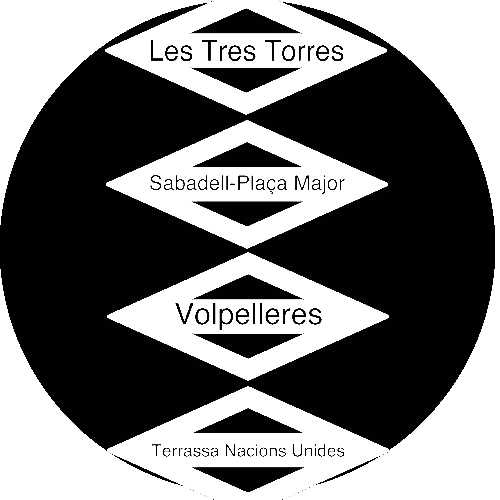 Les Tres Torres
Sabadell-Plaça Major
Volpelleres
Terrassa Nacions Unides